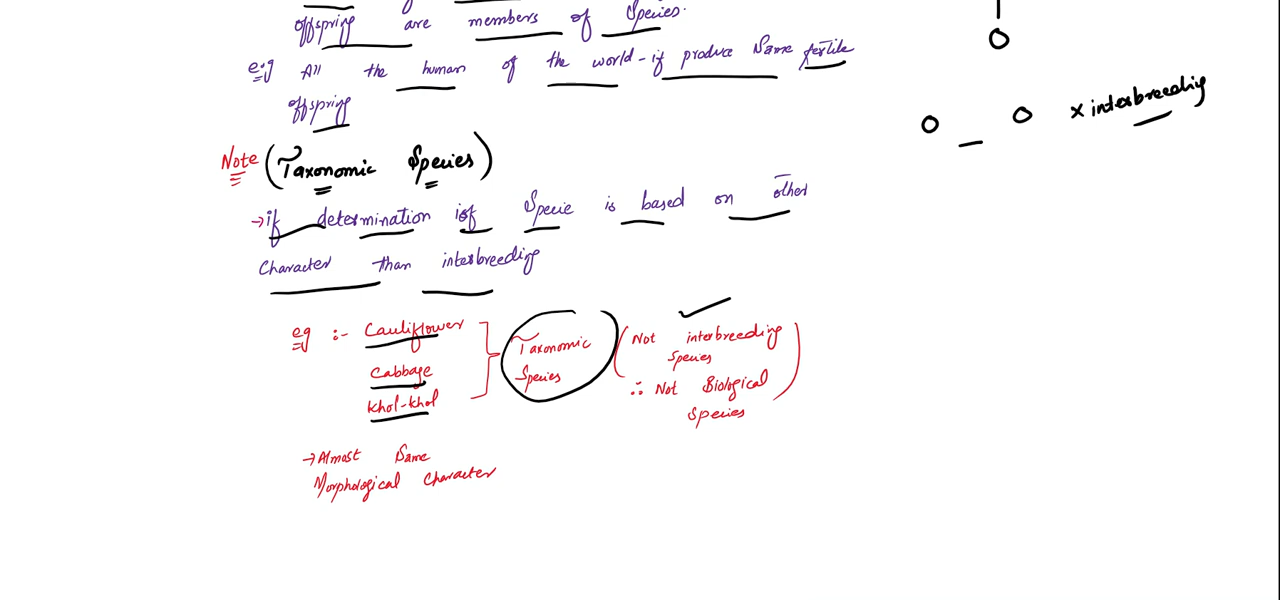 offspring are members of Species.
e.g All the human of the world - if produce Same fertile
offspring
x interbreeding
Note (Taxonomic Species)
→ if determination of Specie is based on other
Character than interbreeding
eg :- Cauliflower
Cabbage
Khol-khol
Taxonomic
Species
(Not interbreeding
Species
∴ Not Biological
Species)
→ Almost Same
Morphological Character